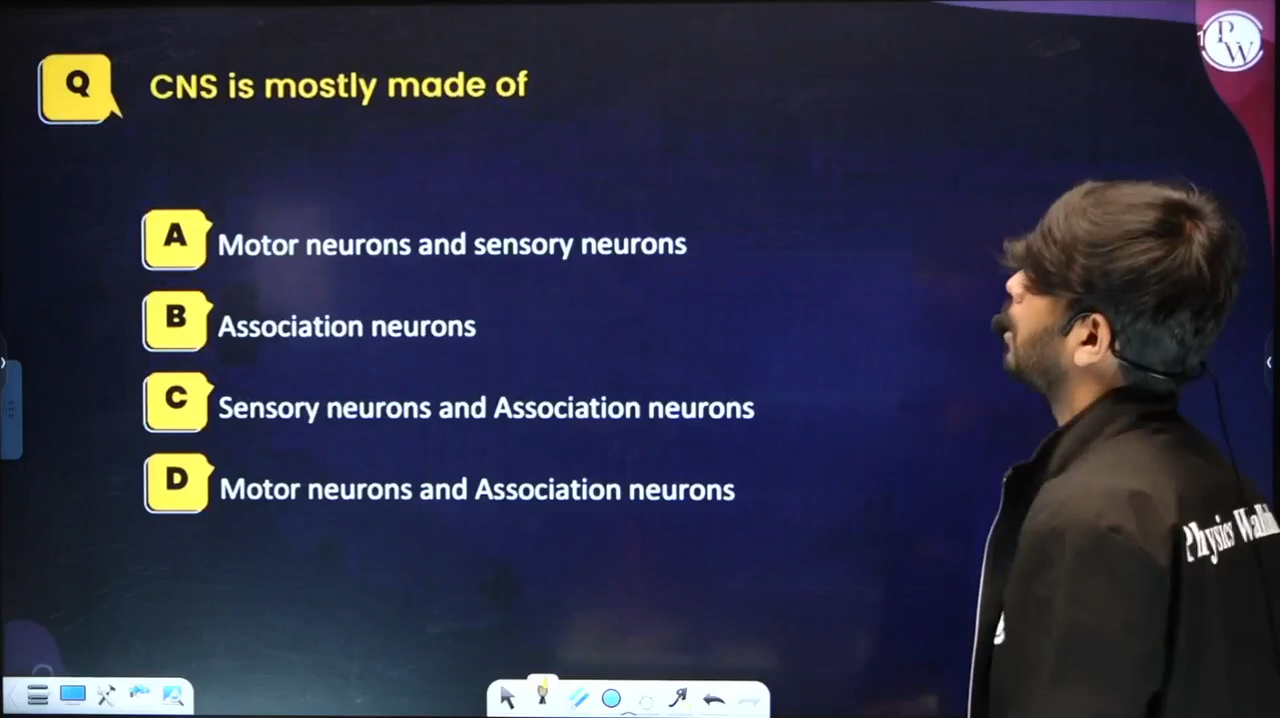 Q CNS is mostly made of
A Motor neurons and sensory neurons
B Association neurons
C Sensory neurons and Association neurons
D Motor neurons and Association neurons
PW
Physics